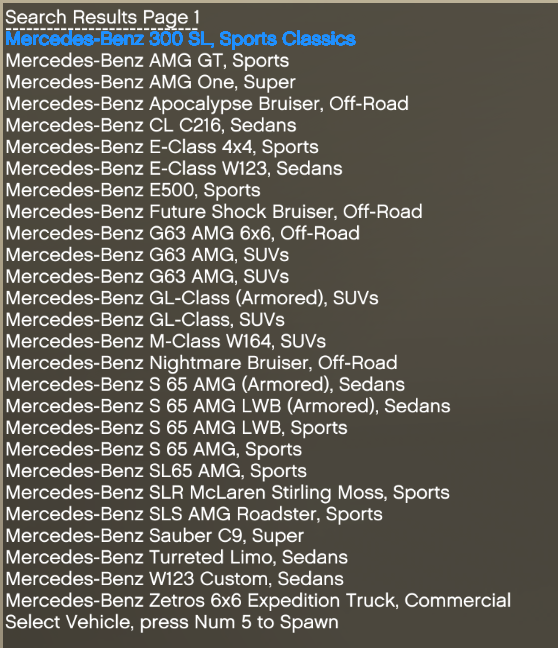 Search Results Page 1
Mercedes-Benz 300 SL, Sports Classics
Mercedes-Benz AMG GT, Sports
Mercedes-Benz AMG One, Super
Mercedes-Benz Apocalypse Bruiser, Off-Road
Mercedes-Benz CL C216, Sedans
Mercedes-Benz E-Class 4x4, Sports
Mercedes-Benz E-Class W123, Sedans
Mercedes-Benz E500, Sports
Mercedes-Benz Future Shock Bruiser, Off-Road
Mercedes-Benz G63 AMG 6x6, Off-Road
Mercedes-Benz G63 AMG, SUVs
Mercedes-Benz G63 AMG, SUVs
Mercedes-Benz GL-Class (Armored), SUVs
Mercedes-Benz GL-Class, SUVs
Mercedes-Benz M-Class W164, SUVs
Mercedes-Benz Nightmare Bruiser, Off-Road
Mercedes-Benz S 65 AMG (Armored), Sedans
Mercedes-Benz S 65 AMG LWB (Armored), Sedans
Mercedes-Benz S 65 AMG LWB, Sports
Mercedes-Benz S 65 AMG, Sports
Mercedes-Benz SL65 AMG, Sports
Mercedes-Benz SLR McLaren Stirling Moss, Sports
Mercedes-Benz SLS AMG Roadster, Sports
Mercedes-Benz Sauber C9, Super
Mercedes-Benz Turreted Limo, Sedans
Mercedes-Benz W123 Custom, Sedans
Mercedes-Benz Zetros 6x6 Expedition Truck, Commercial
Select Vehicle, press Num 5 to Spawn